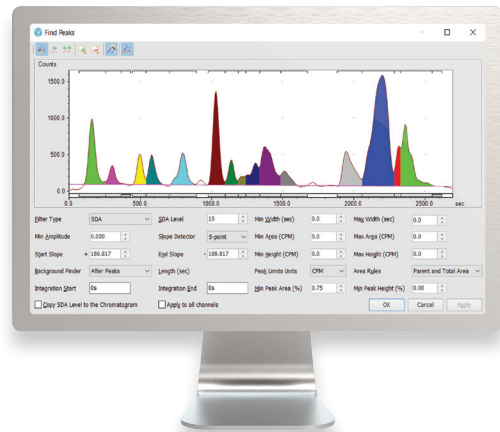 Find Peaks
Counts
1500.0
1000.0
500.0
0.0
0.0 500.0 1000.0 1500.0 2000.0 2500.0 sec
Filter Type SDA SDA Level 10 Min Width (sec) 0.0 Max Width (sec) 0.0
Min Amplitude 0.000 Slope Detector 5-point Min Area (CPM) 0.0 Max Area (CPM) 0.0
Start Slope + 189.817 End Slope - 189.817 Min Height (CPM) 0.0 Max Height (CPM) 0.0
Background Finder After Peaks Length (sec) Peak Limits Units CPM Area Rules Parent and Total Area
Integration Start 0s Integration End 0s Min Peak Area (%) 0.75 Min Peak Height (%) 0.00
Copy SDA Level to the Chromatogram Apply to all channels OK Cancel Apply